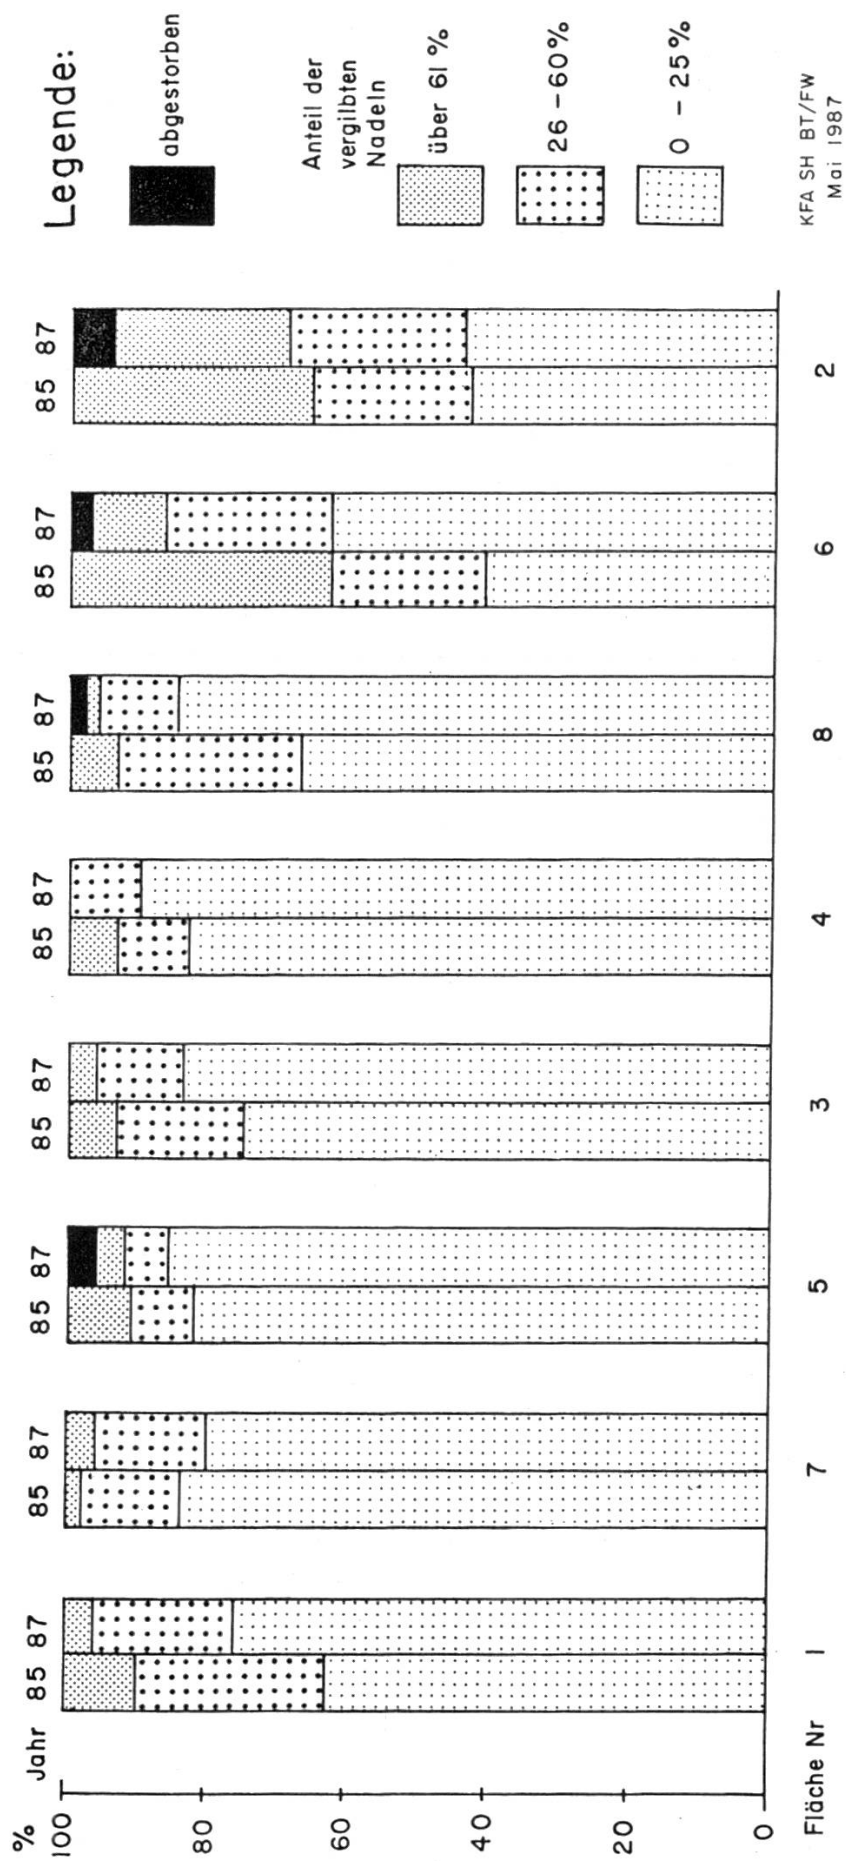 %
Jahr 85 87 85 87 85 87 85 87 85 87 85 87 85 87 85 87
100
80
60
40
20
0
Fläche Nr 1 7 5 3 4 8 6 2
Legende:
abgestorben
Anteil der
vergilbten
Nadeln
über 61 %
26 – 60%
0 – 25%
KFA SH BT/FW
Mai 1987